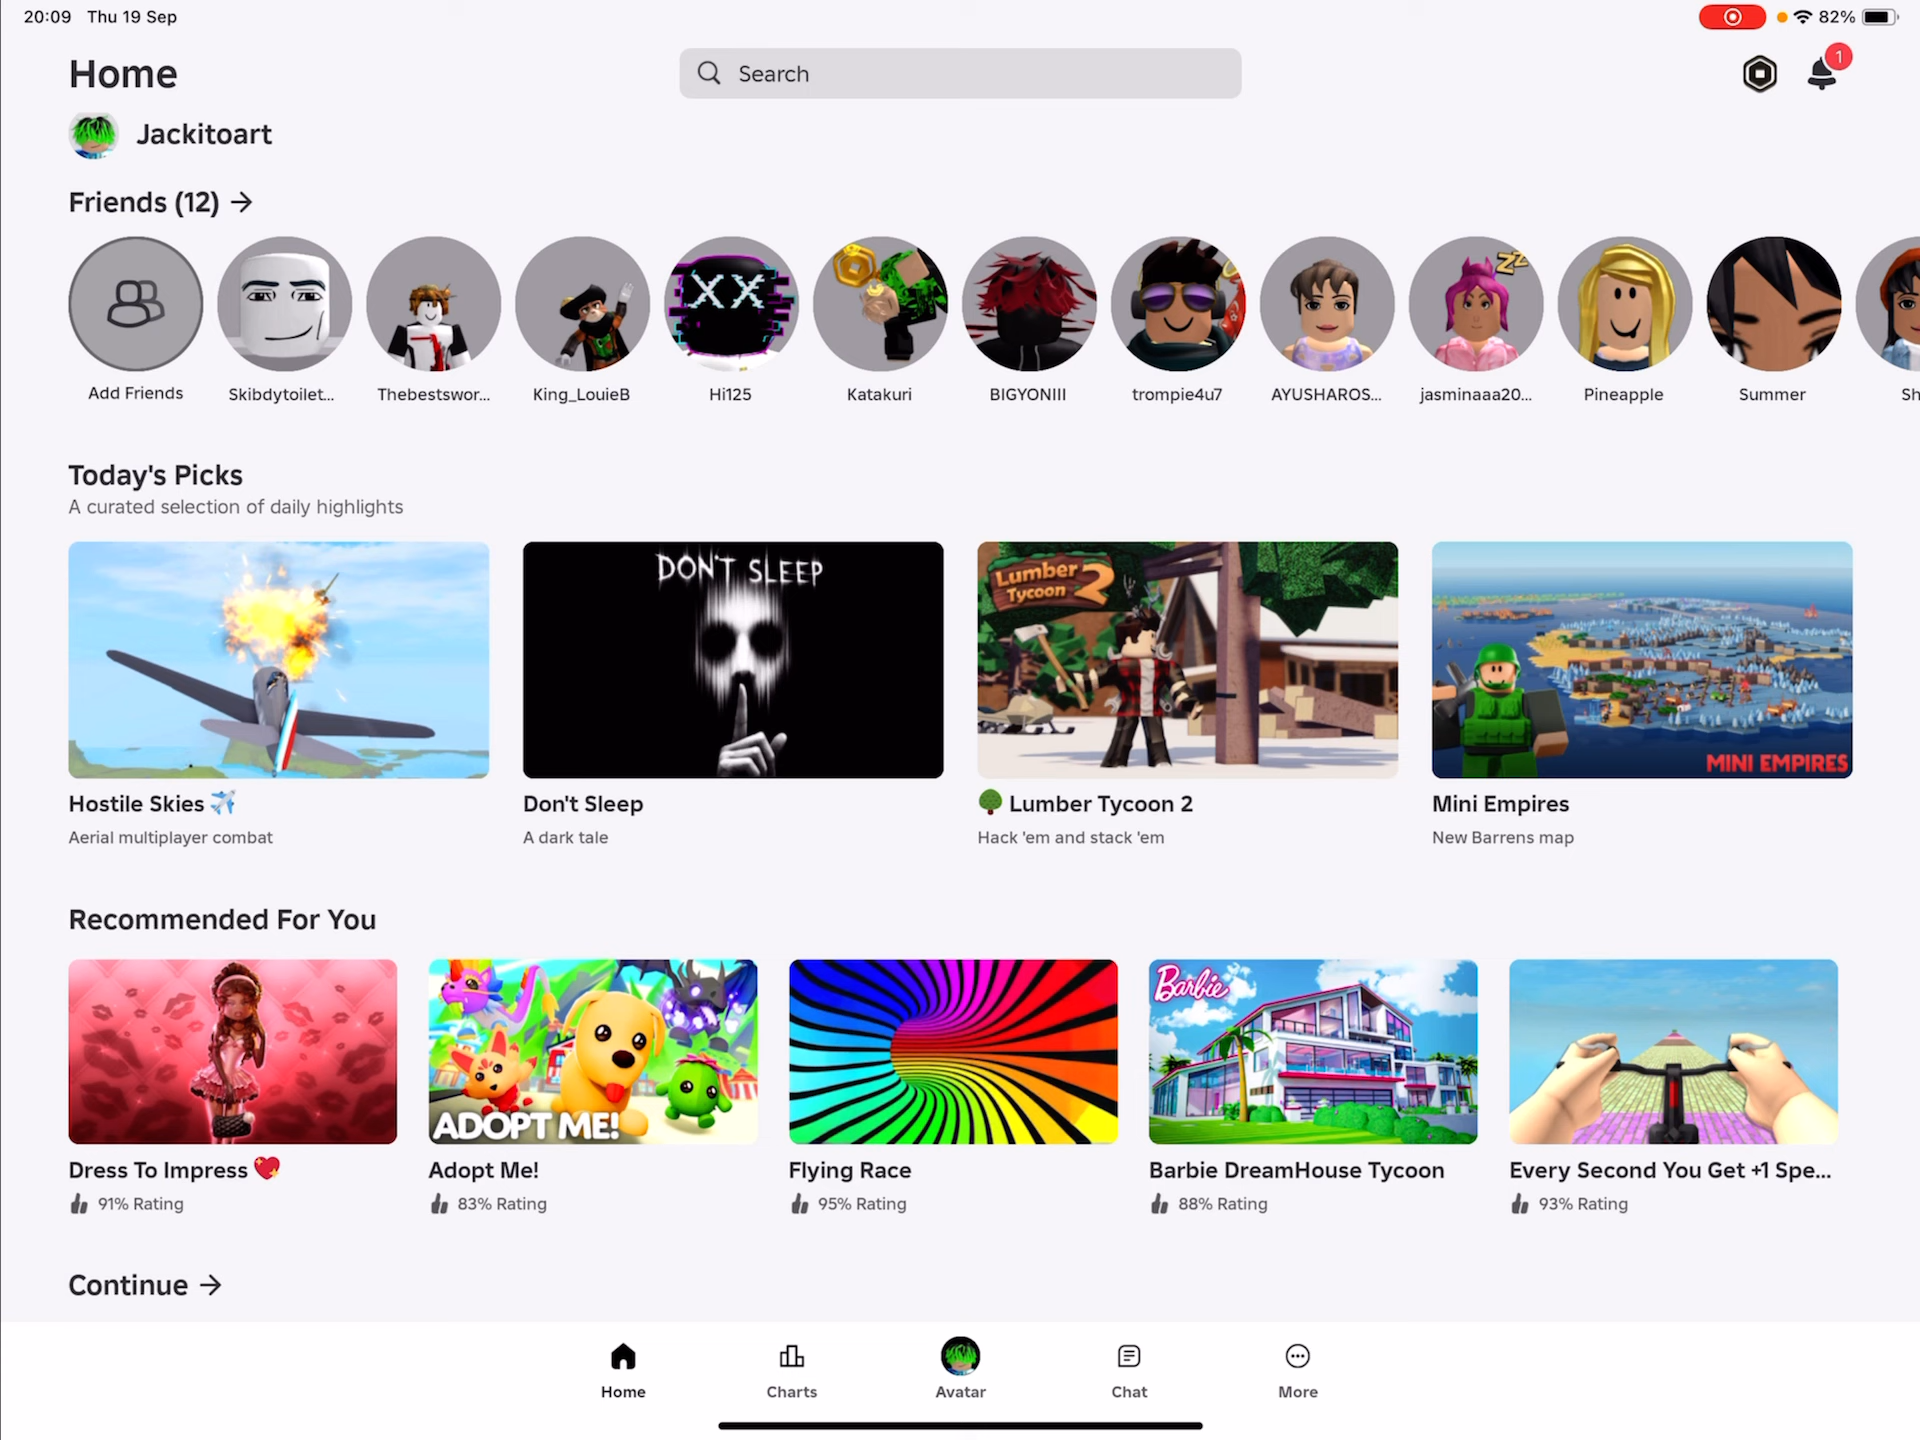 20:09 Thu 19 Sep
82%
Home
Search
1
Jackitoart
Friends (12) →
Add Friends
Skibdytoilet...
Thebestswor...
King_LouieB
Hi125
Katakuri
BIGYONIII
trompie4u7
AYUSHAROS...
jasminaaa20...
Pineapple
Summer
Sh
Today's Picks
A curated selection of daily highlights
DON'T SLEEP
Lumber
Tycoon 2
MINI EMPIRES
Hostile Skies ✈️
Don't Sleep
🌳 Lumber Tycoon 2
Mini Empires
Aerial multiplayer combat
A dark tale
Hack 'em and stack 'em
New Barrens map
Recommended For You
ADOPT ME!
Barbie
Dress To Impress 💖
Adopt Me!
Flying Race
Barbie DreamHouse Tycoon
Every Second You Get +1 Spe...
91% Rating
83% Rating
95% Rating
88% Rating
93% Rating
Continue →
Home
Charts
Avatar
Chat
More